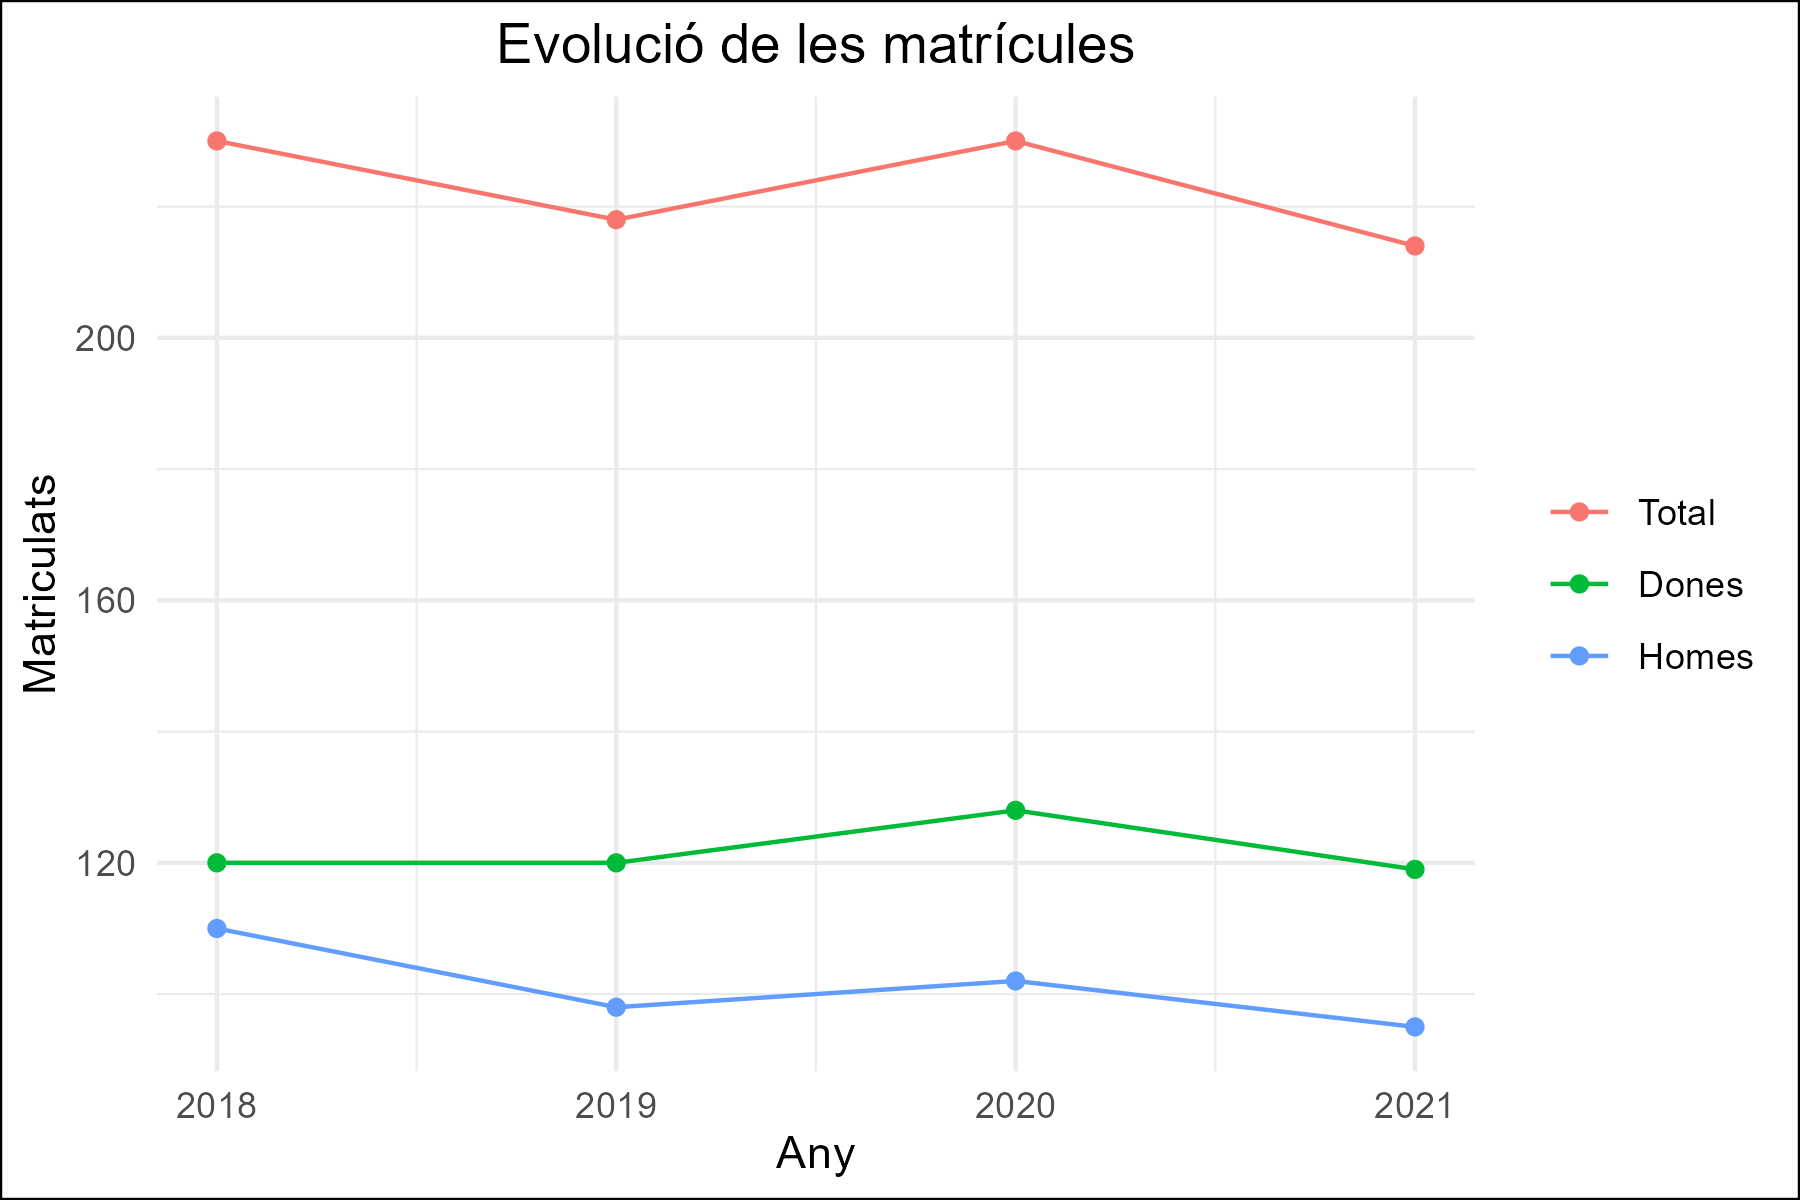 Evolució de les matrícules
Matriculats
200
160
120
2018 2019 2020 2021
Any
Total
Dones
Homes